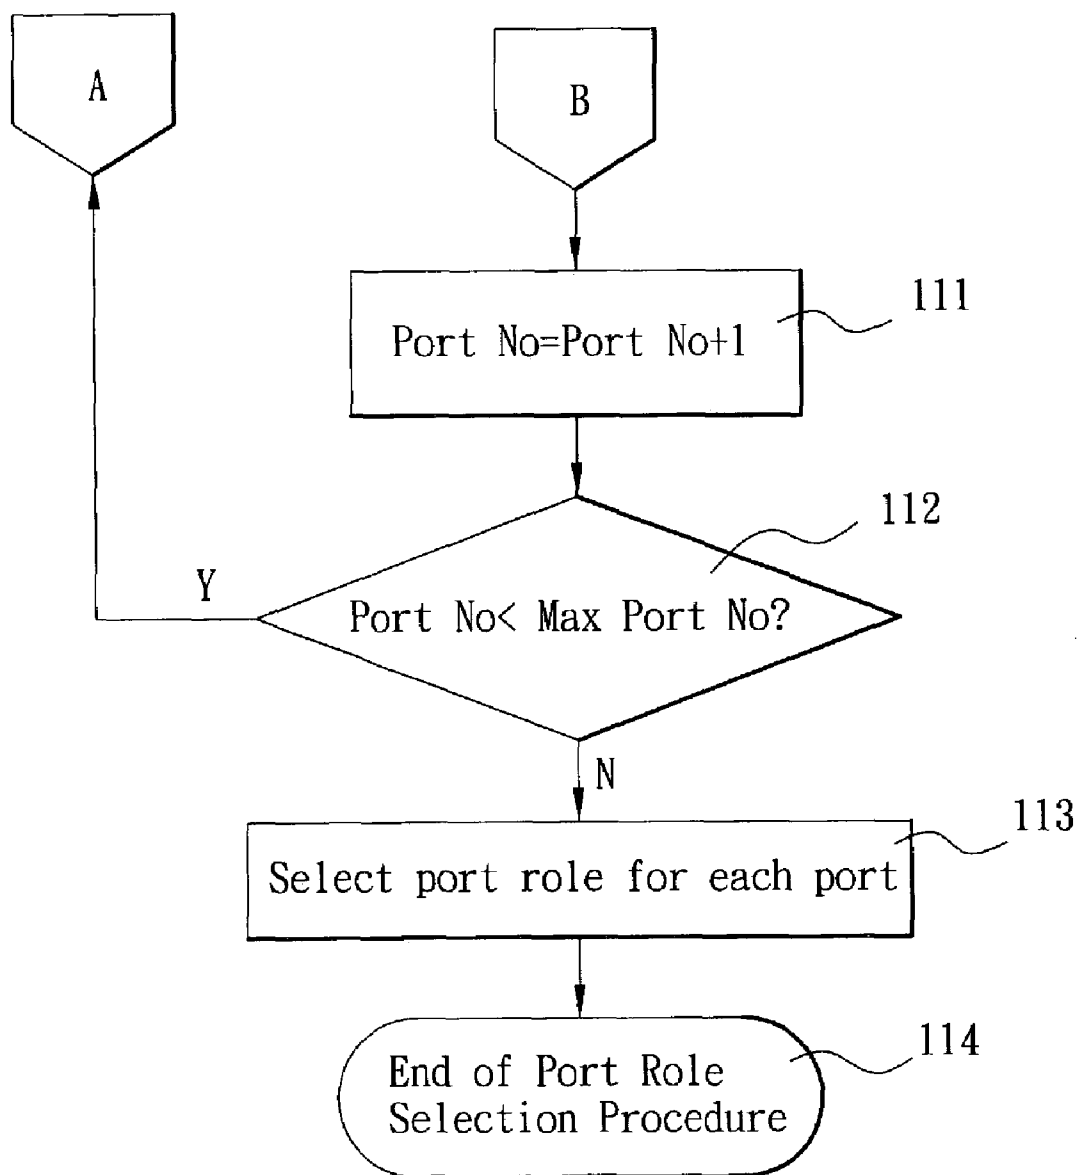 A
B
111
Port No=Port No+1
112
Y
Port No< Max Port No?
N
113
Select port role for each port
114
End of Port Role
Selection Procedure